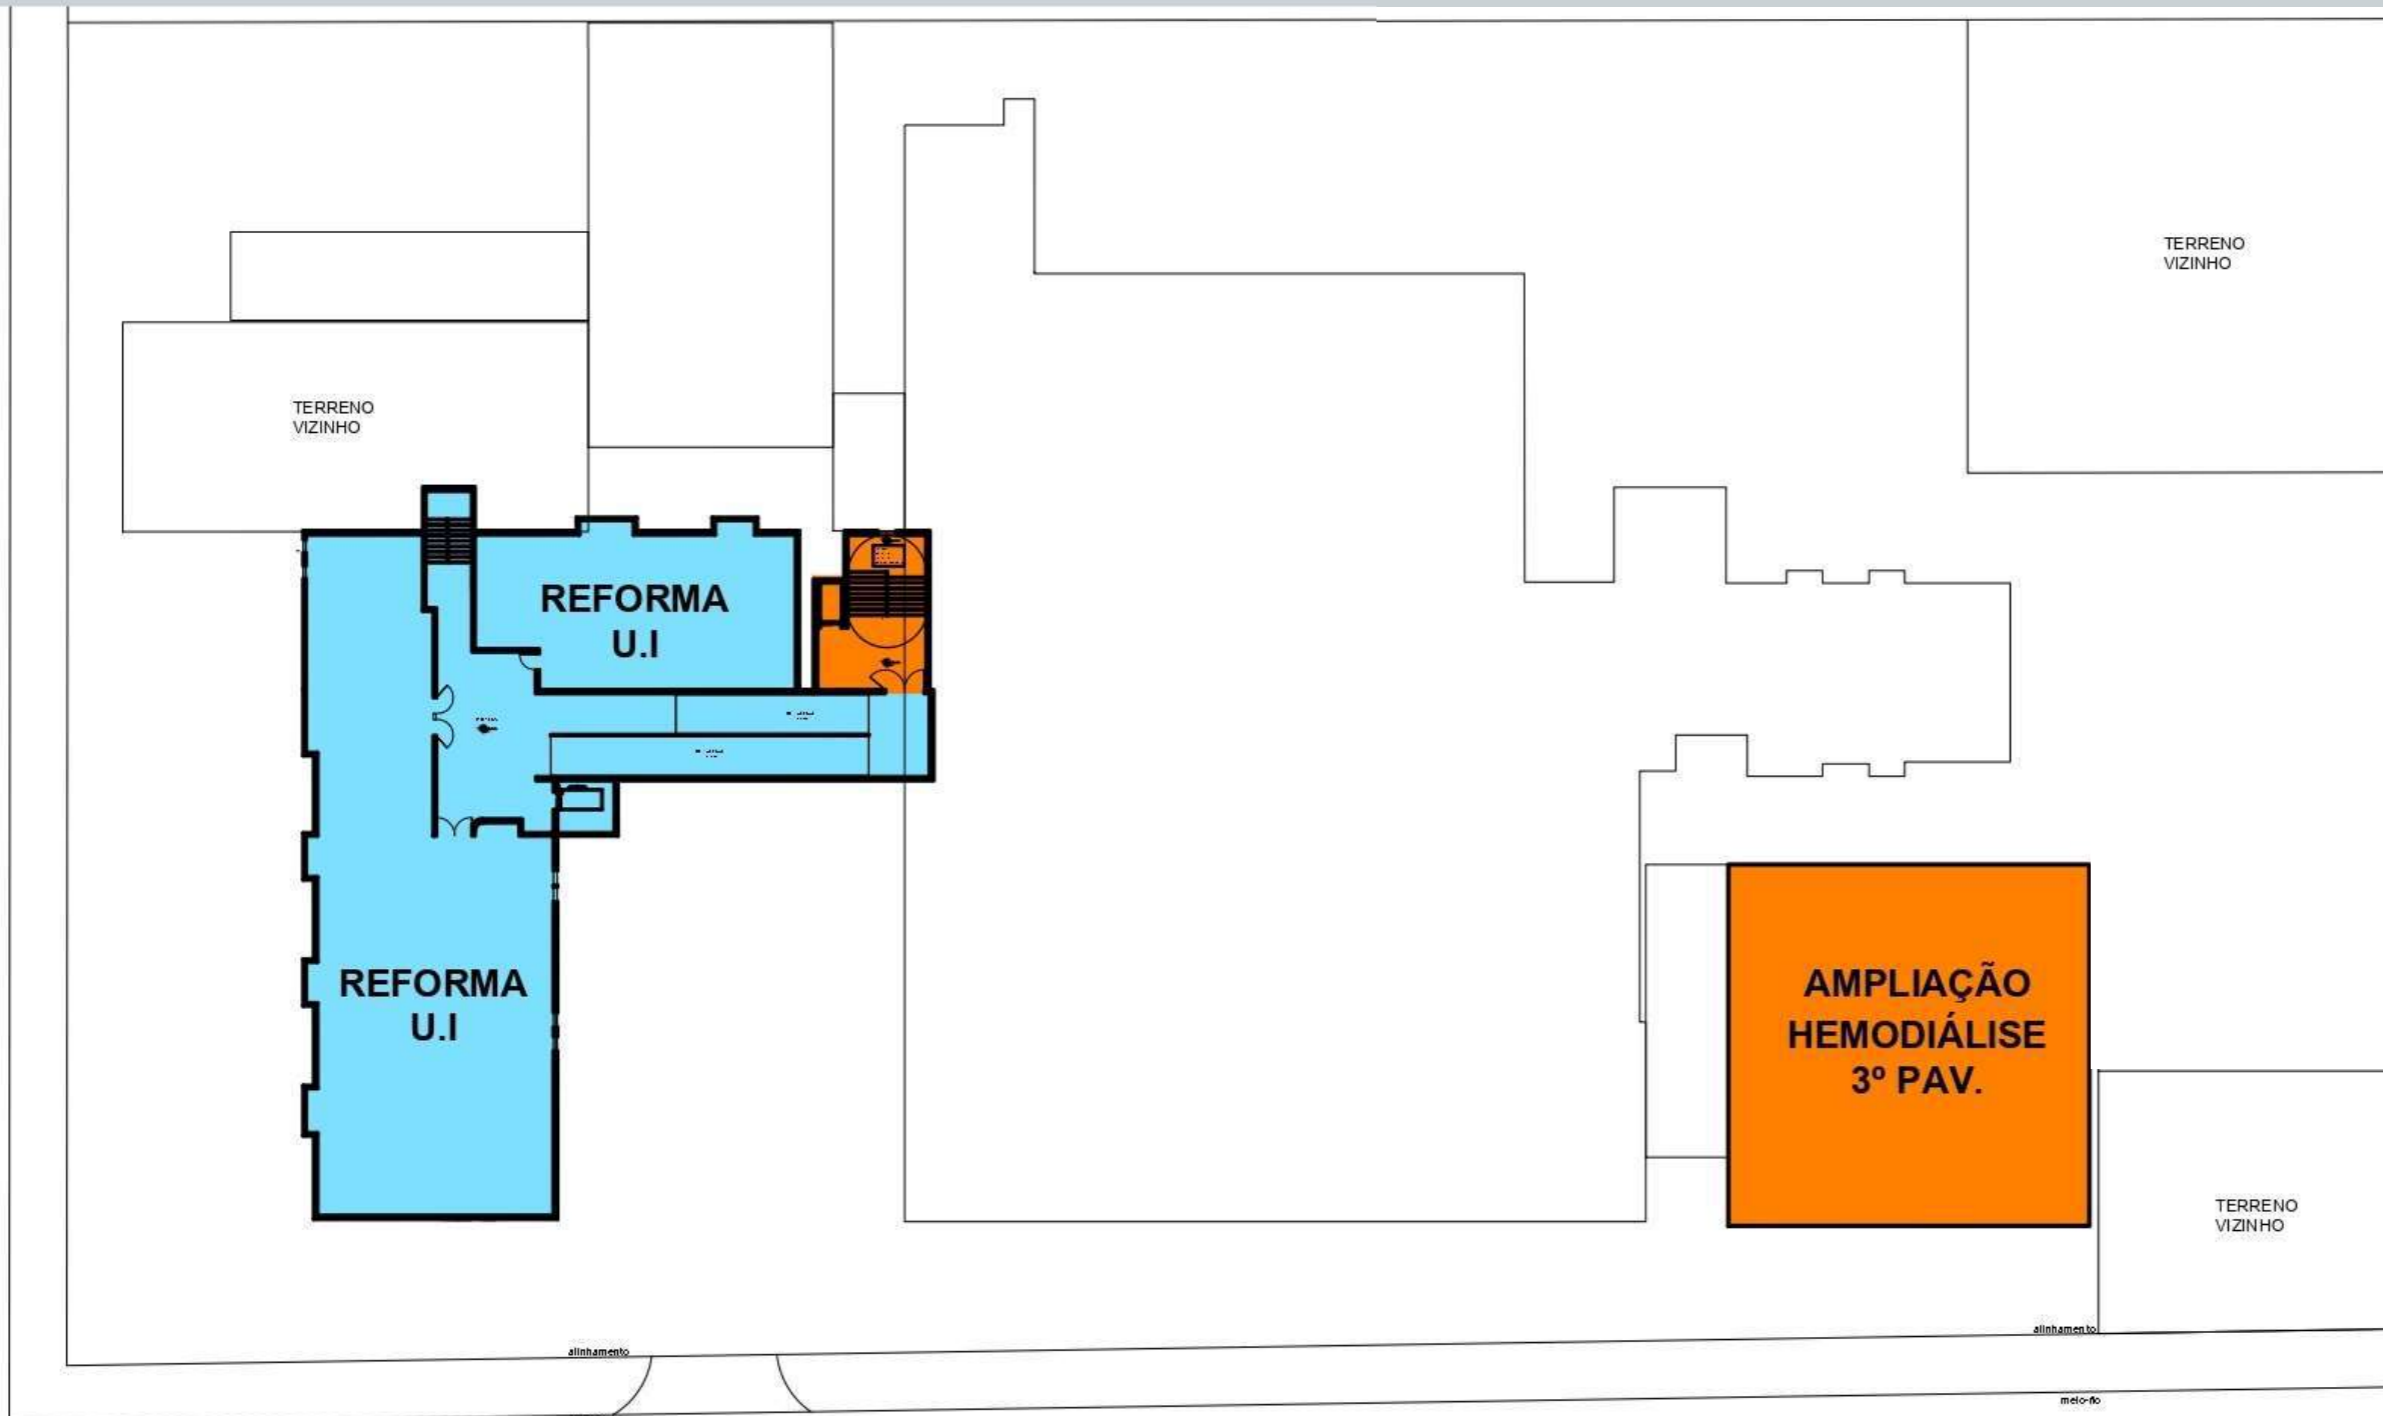 TERRENO
VIZINHO
TERRENO
VIZINHO
REFORMA
U.I
REFORMA
U.I
AMPLIAÇÃO
HEMODIÁLISE
3º PAV.
TERRENO
VIZINHO
alinhamento
alinhamento
meio-fio